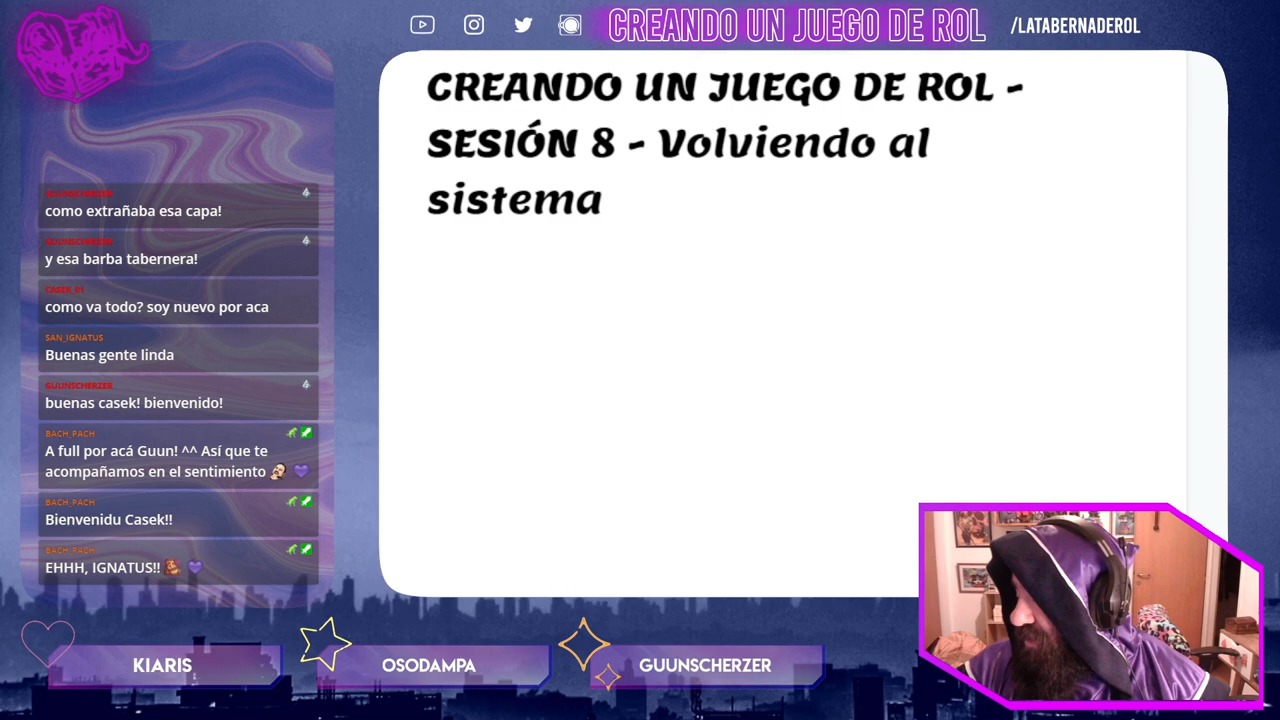 CREANDO UN JUEGO DE ROL
/LATABERNADEROL
CREANDO UN JUEGO DE ROL -
SESIÓN 8 - Volviendo al
sistema
GUUNSCHERZER
como extrañaba esa capa!
GUUNSCHERZER
y esa barba tabernera!
como va todo? soy nuevo por aca
SAN_IGNATUS
Buenas gente linda
GUUNSCHERZER
buenas casek! bienvenido!
BACH_PACH
A full por acá Guun! ^^ Así que te
acompañamos en el sentimiento
BACH_PACH
Bienvenidu Casek!!
BACH_PACH
EHHH, IGNATUS!!
KIARIS
OSODAMPA
GUUNSCHERZER